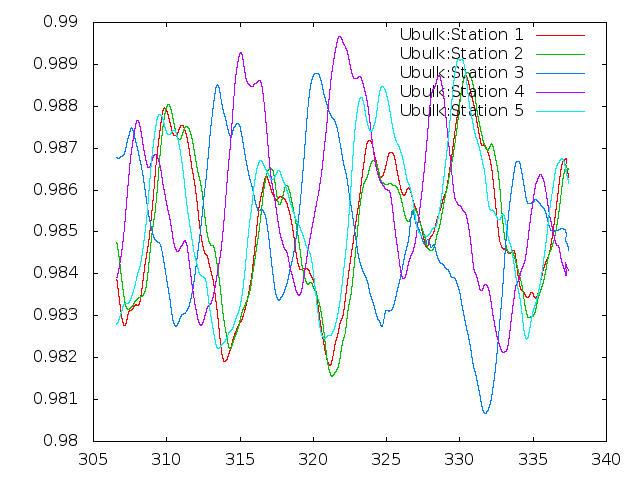 0.99
0.989
0.988
0.987
0.986
0.985
0.984
0.983
0.982
0.981
0.98
305 310 315 320 325 330 335 340
Ubulk:Station 1
Ubulk:Station 2
Ubulk:Station 3
Ubulk:Station 4
Ubulk:Station 5